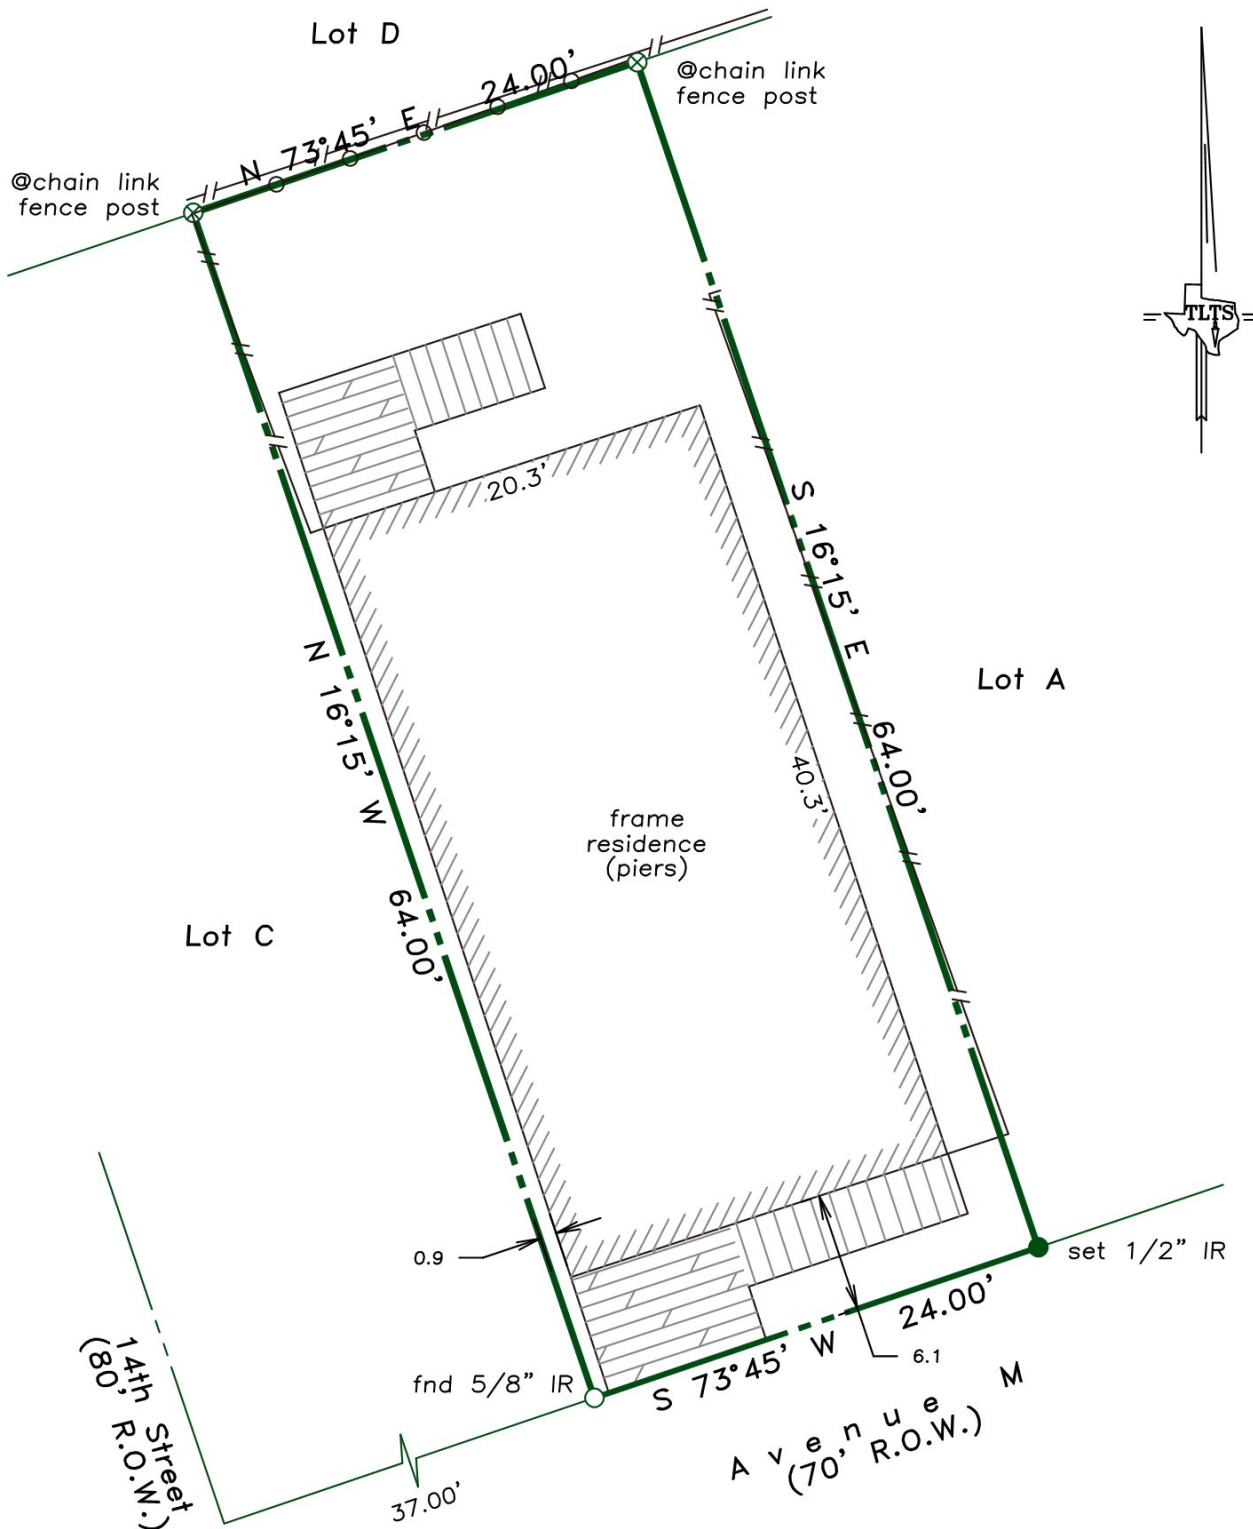 Lot D
@chain link
fence post
N 73°45' E 24.00'
@chain link
fence post
TLTS
20.3'
S 16°15' E 64.00'
N 16°15' W 64.00'
Lot A
40.3'
frame
residence
(piers)
Lot C
0.9
set 1/2" IR
fnd 5/8" IR
S 73°45' W 24.00'
6.1
Avenue M
(70' R.O.W.)
14th Street
(80' R.O.W.)
37.00'